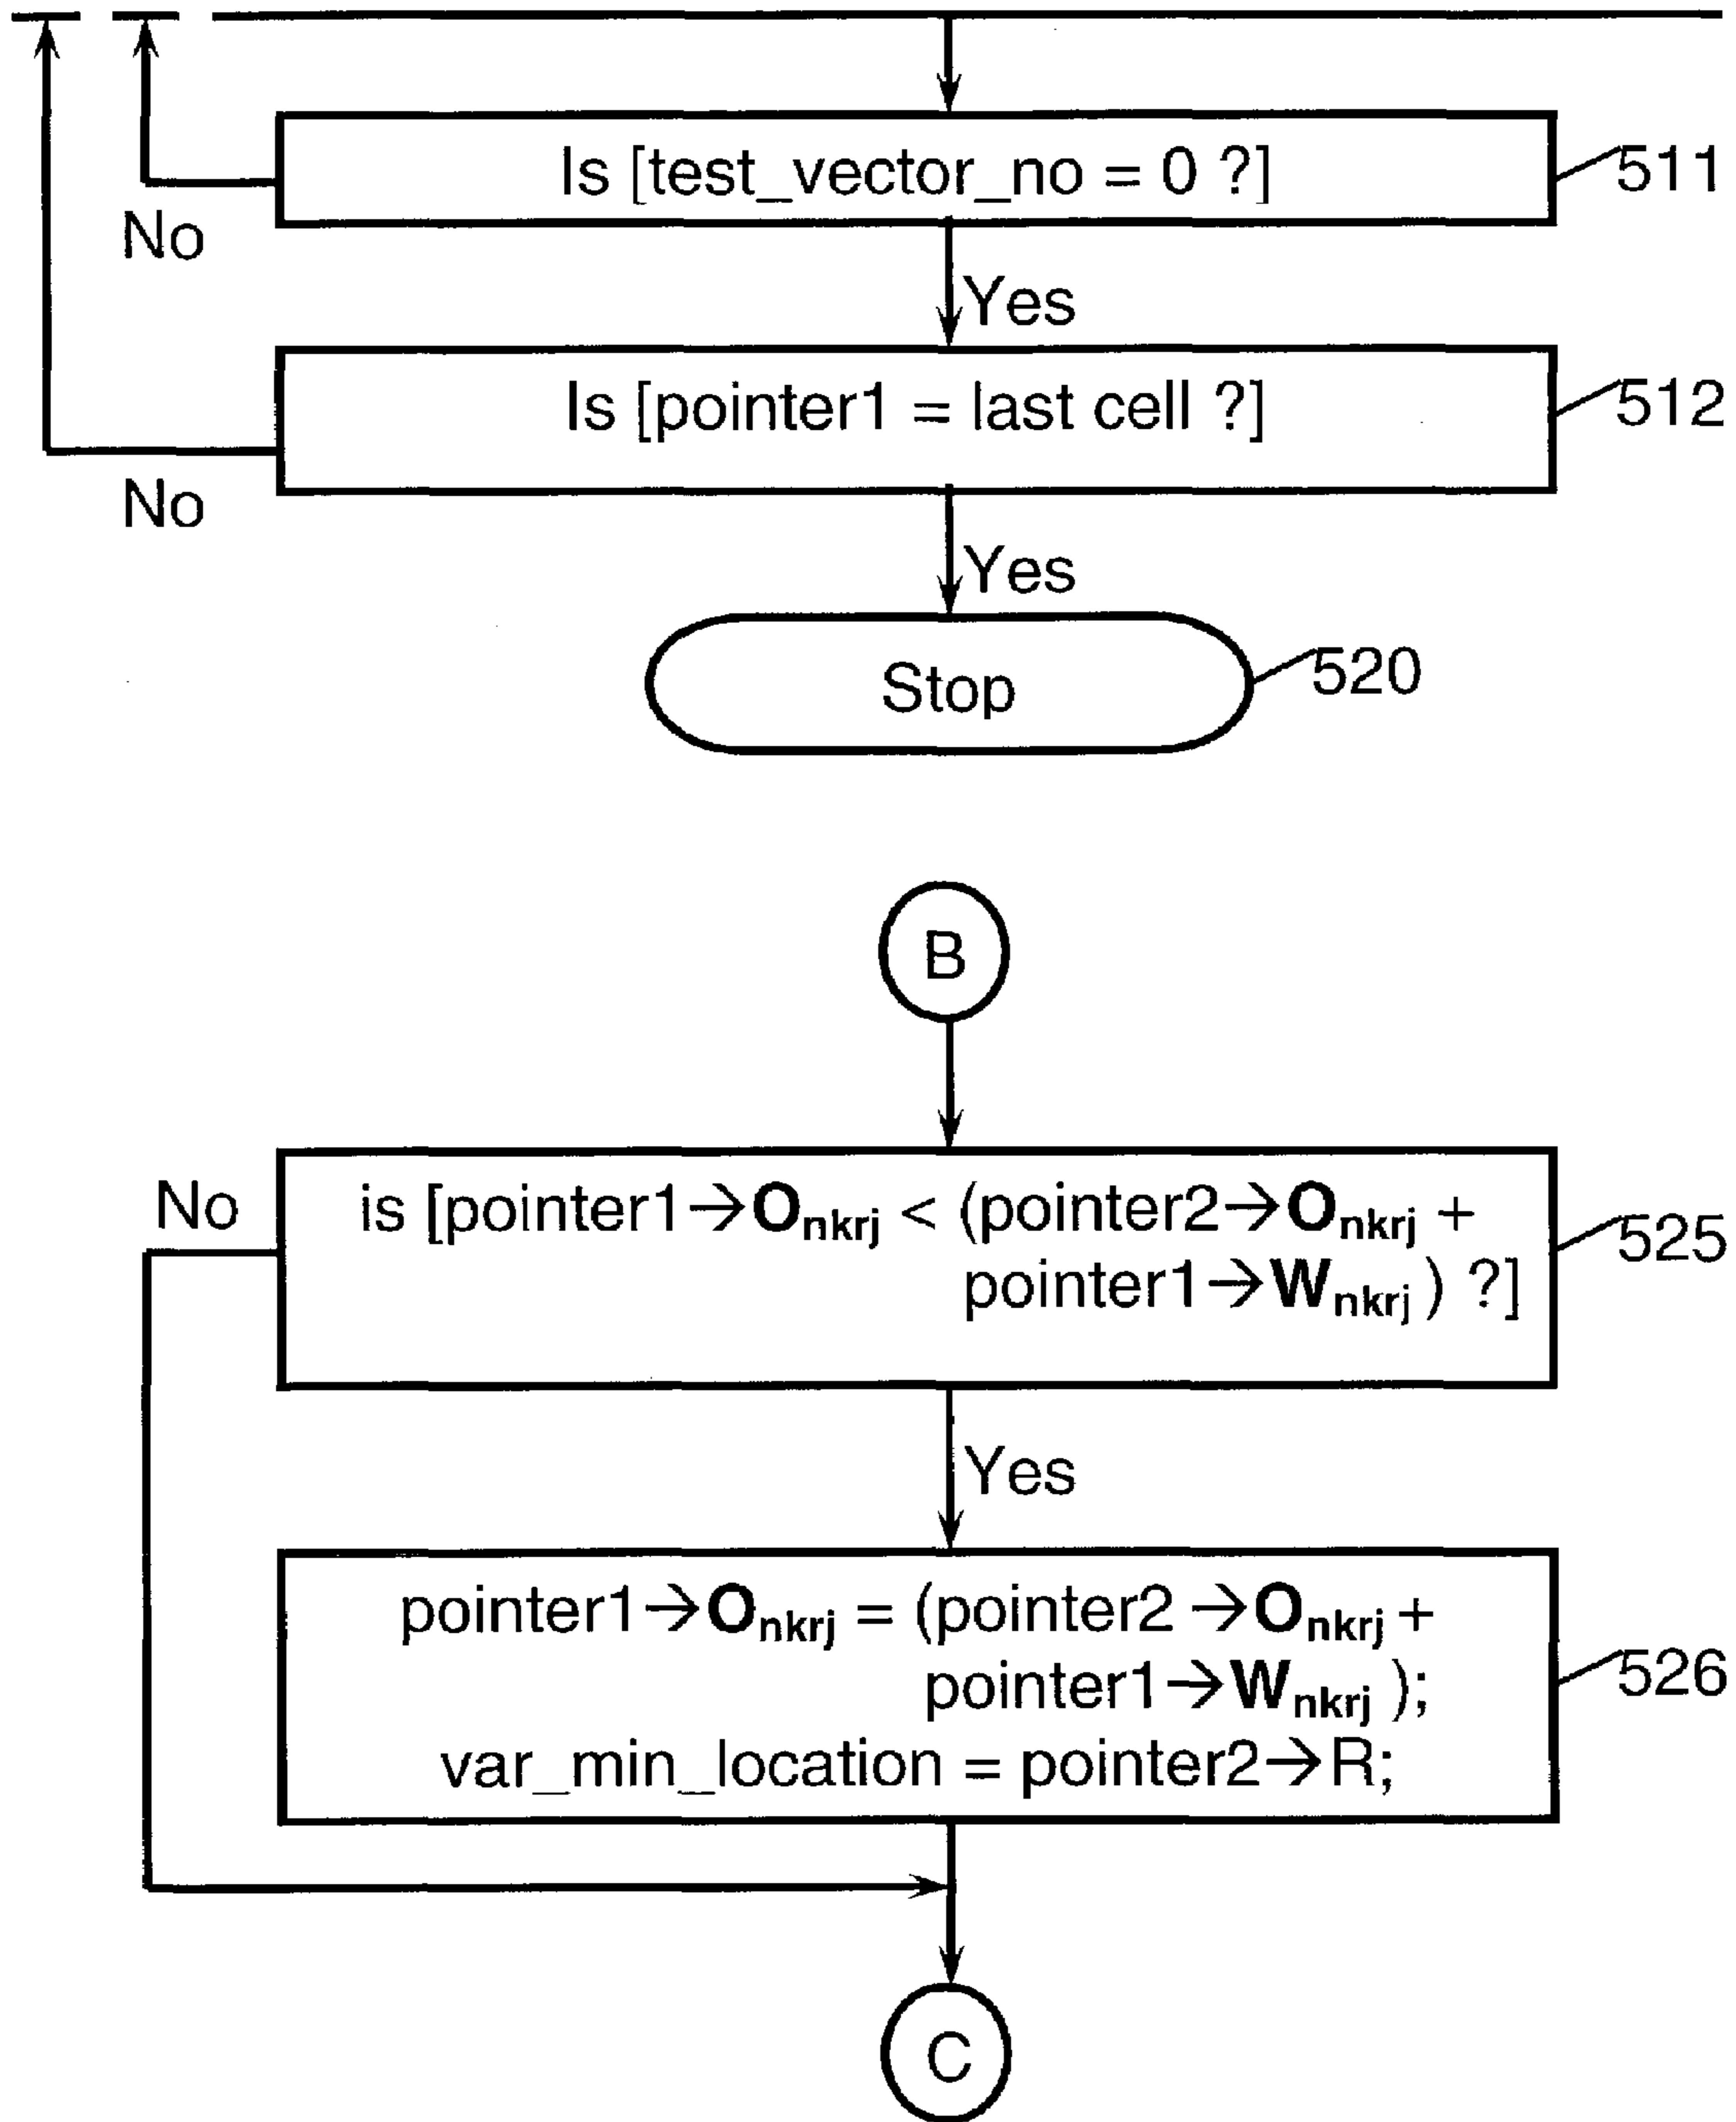 Is [test_vector_no = 0 ?]
511
No
Yes
Is [pointer1 = last cell ?]
512
No
Yes
Stop
520
B
No
is [pointer1→Onkrj < (pointer2→Onkrj +
pointer1→Wnkrj ) ?]
525
Yes
pointer1→Onkrj = (pointer2 →Onkrj +
pointer1→Wnkrj );
var_min_location = pointer2→R;
526
C